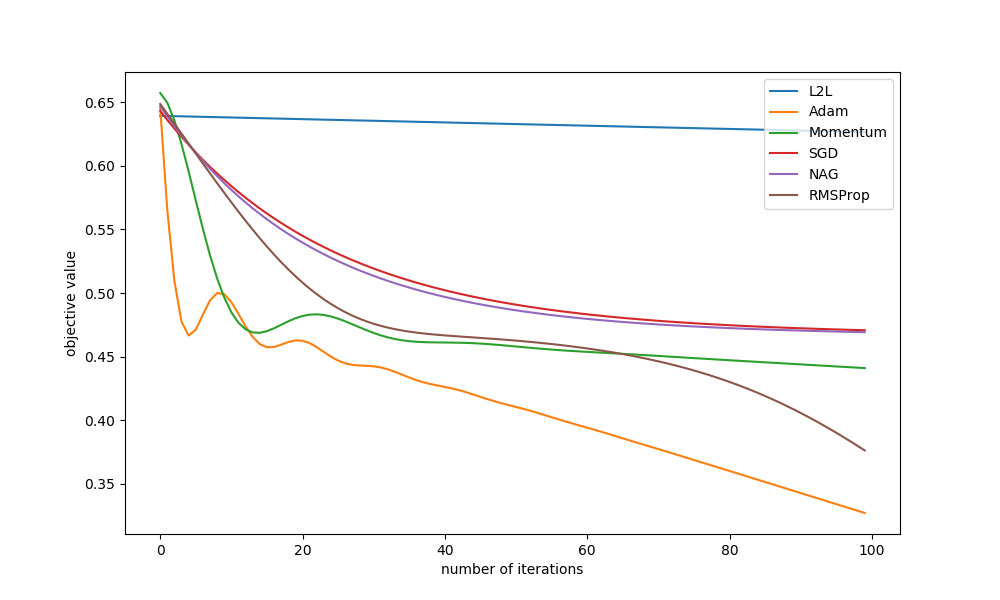 0.65
0.60
0.55
0.50
0.45
0.40
0.35
objective value
0 20 40 60 80 100
number of iterations
L2L
Adam
Momentum
SGD
NAG
RMSProp